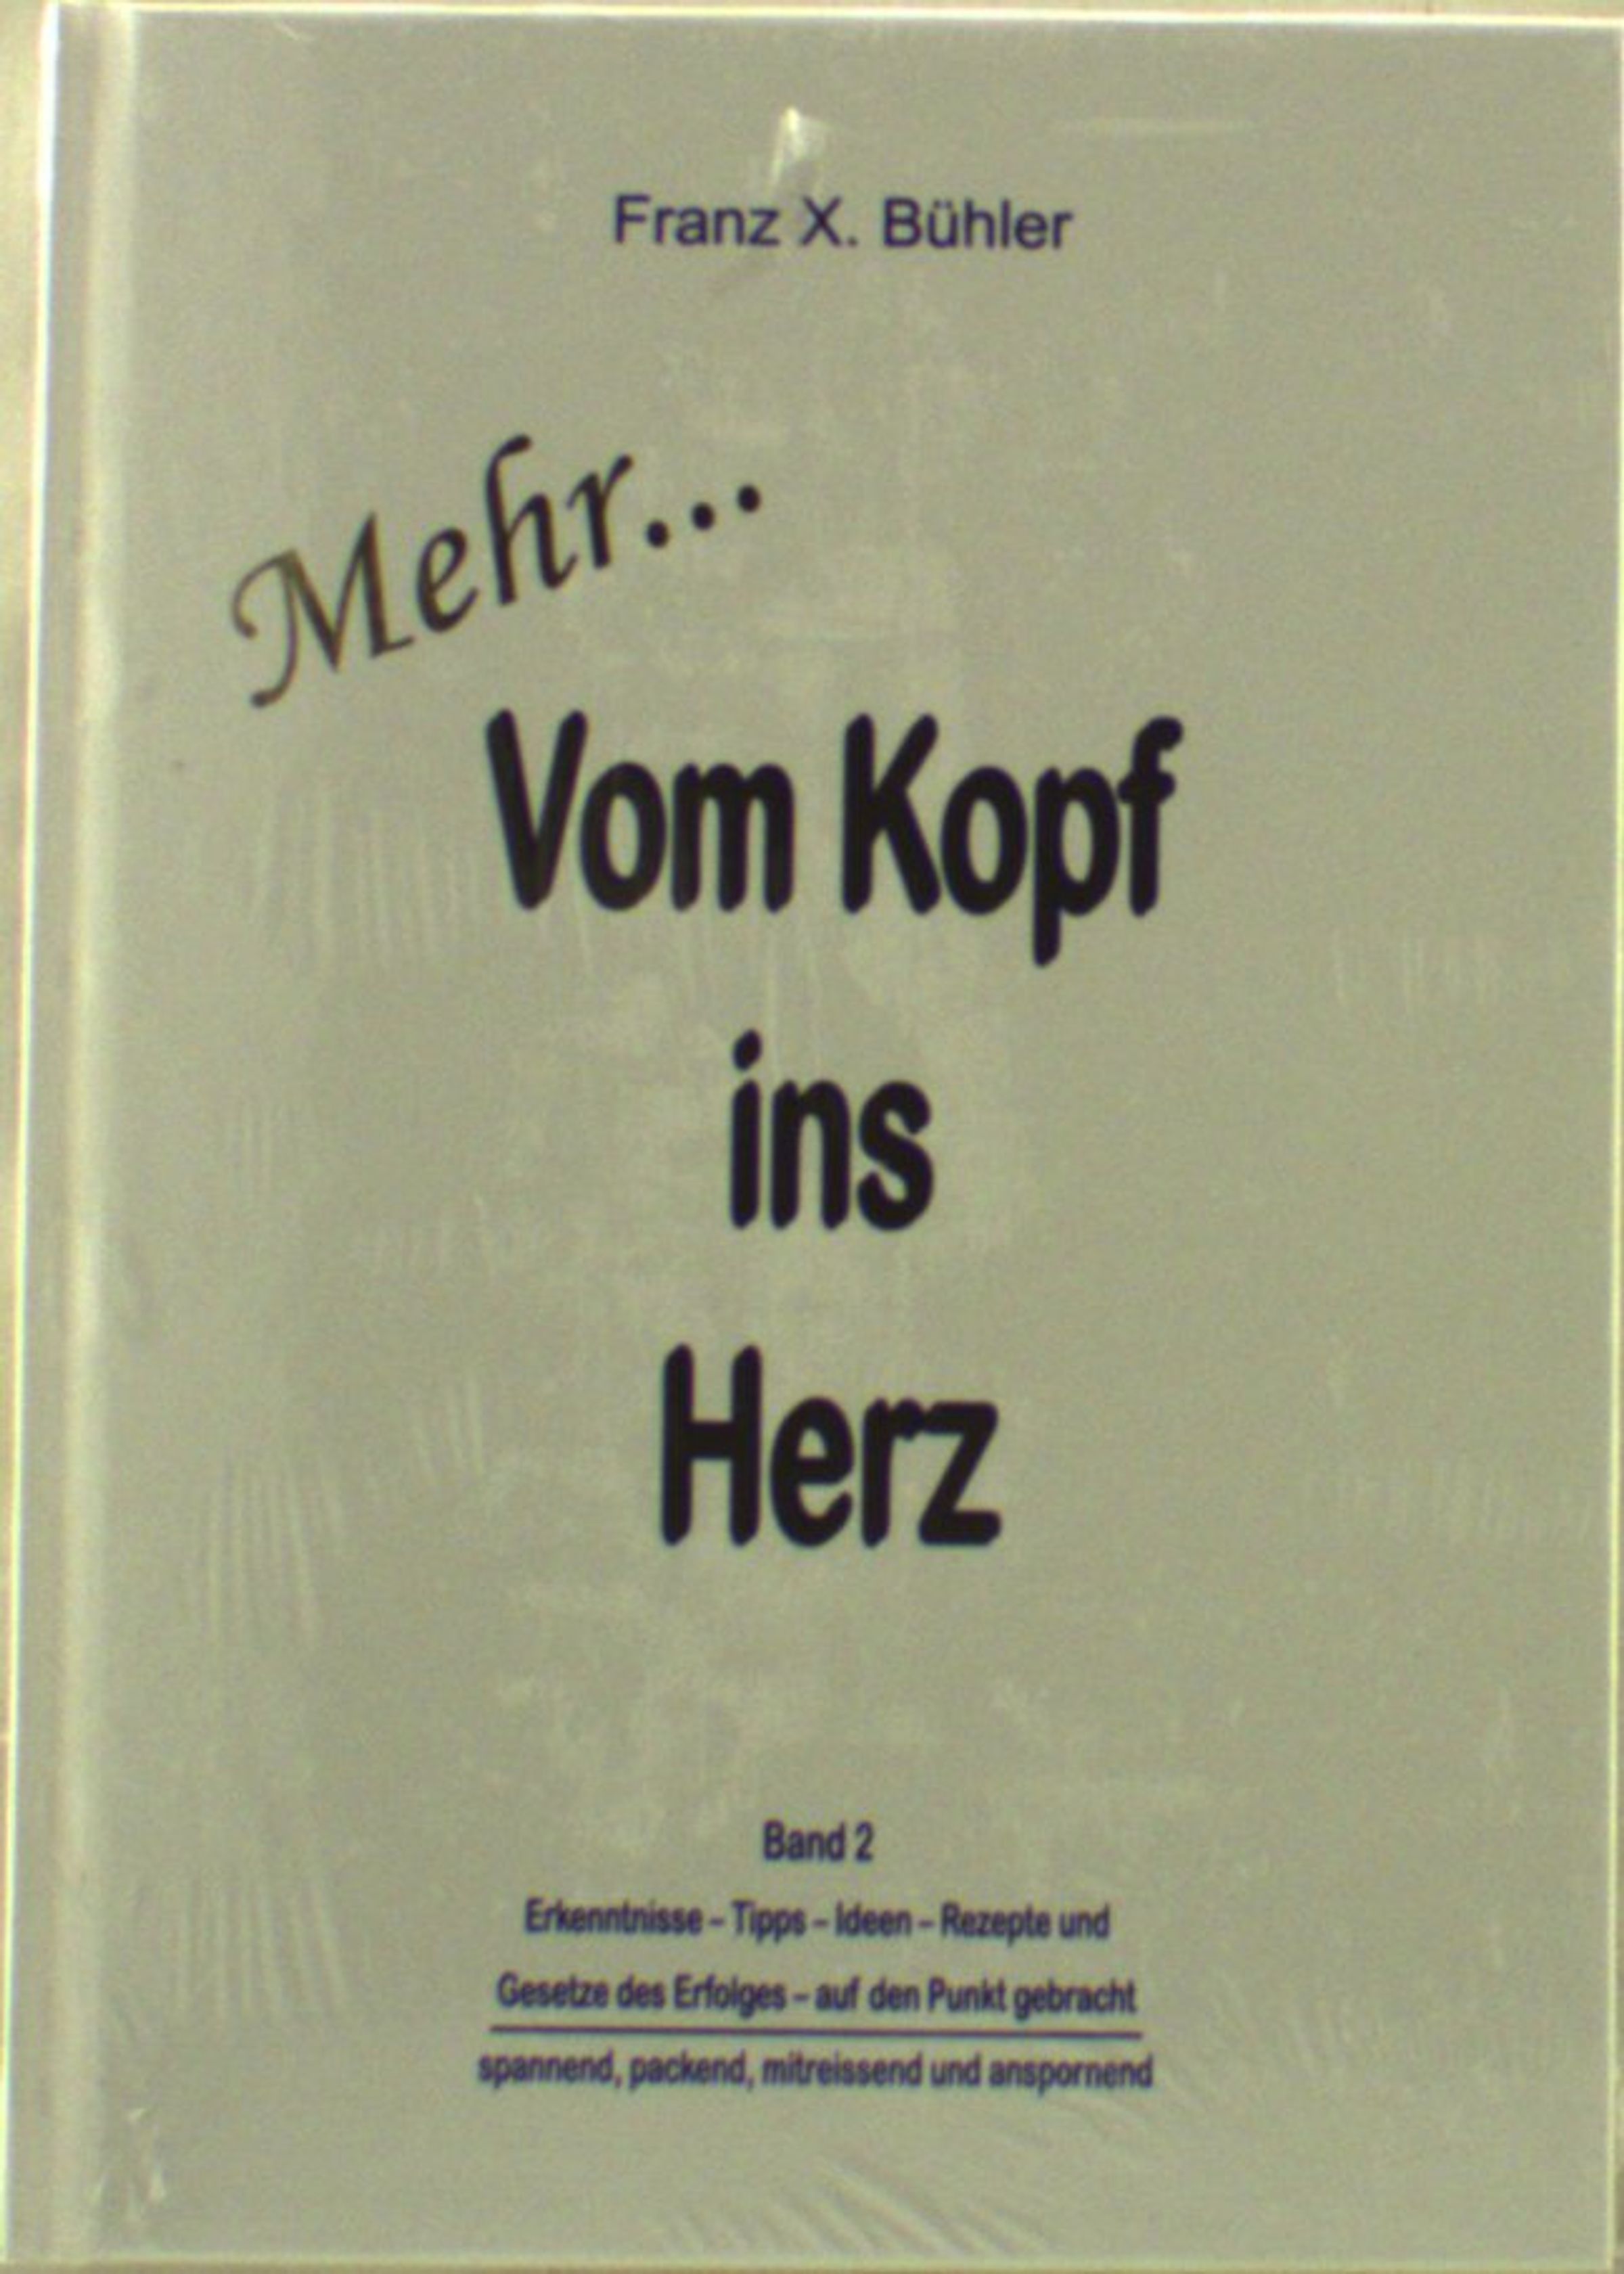 Franz X. Bühler
Mehr...
Vom Kopf
ins
Herz
Band 2
Erkenntnisse – Tipps – Ideen – Rezepte und
Gesetze des Erfolges – auf den Punkt gebracht
spannend, packend, mitreissend und anspornend